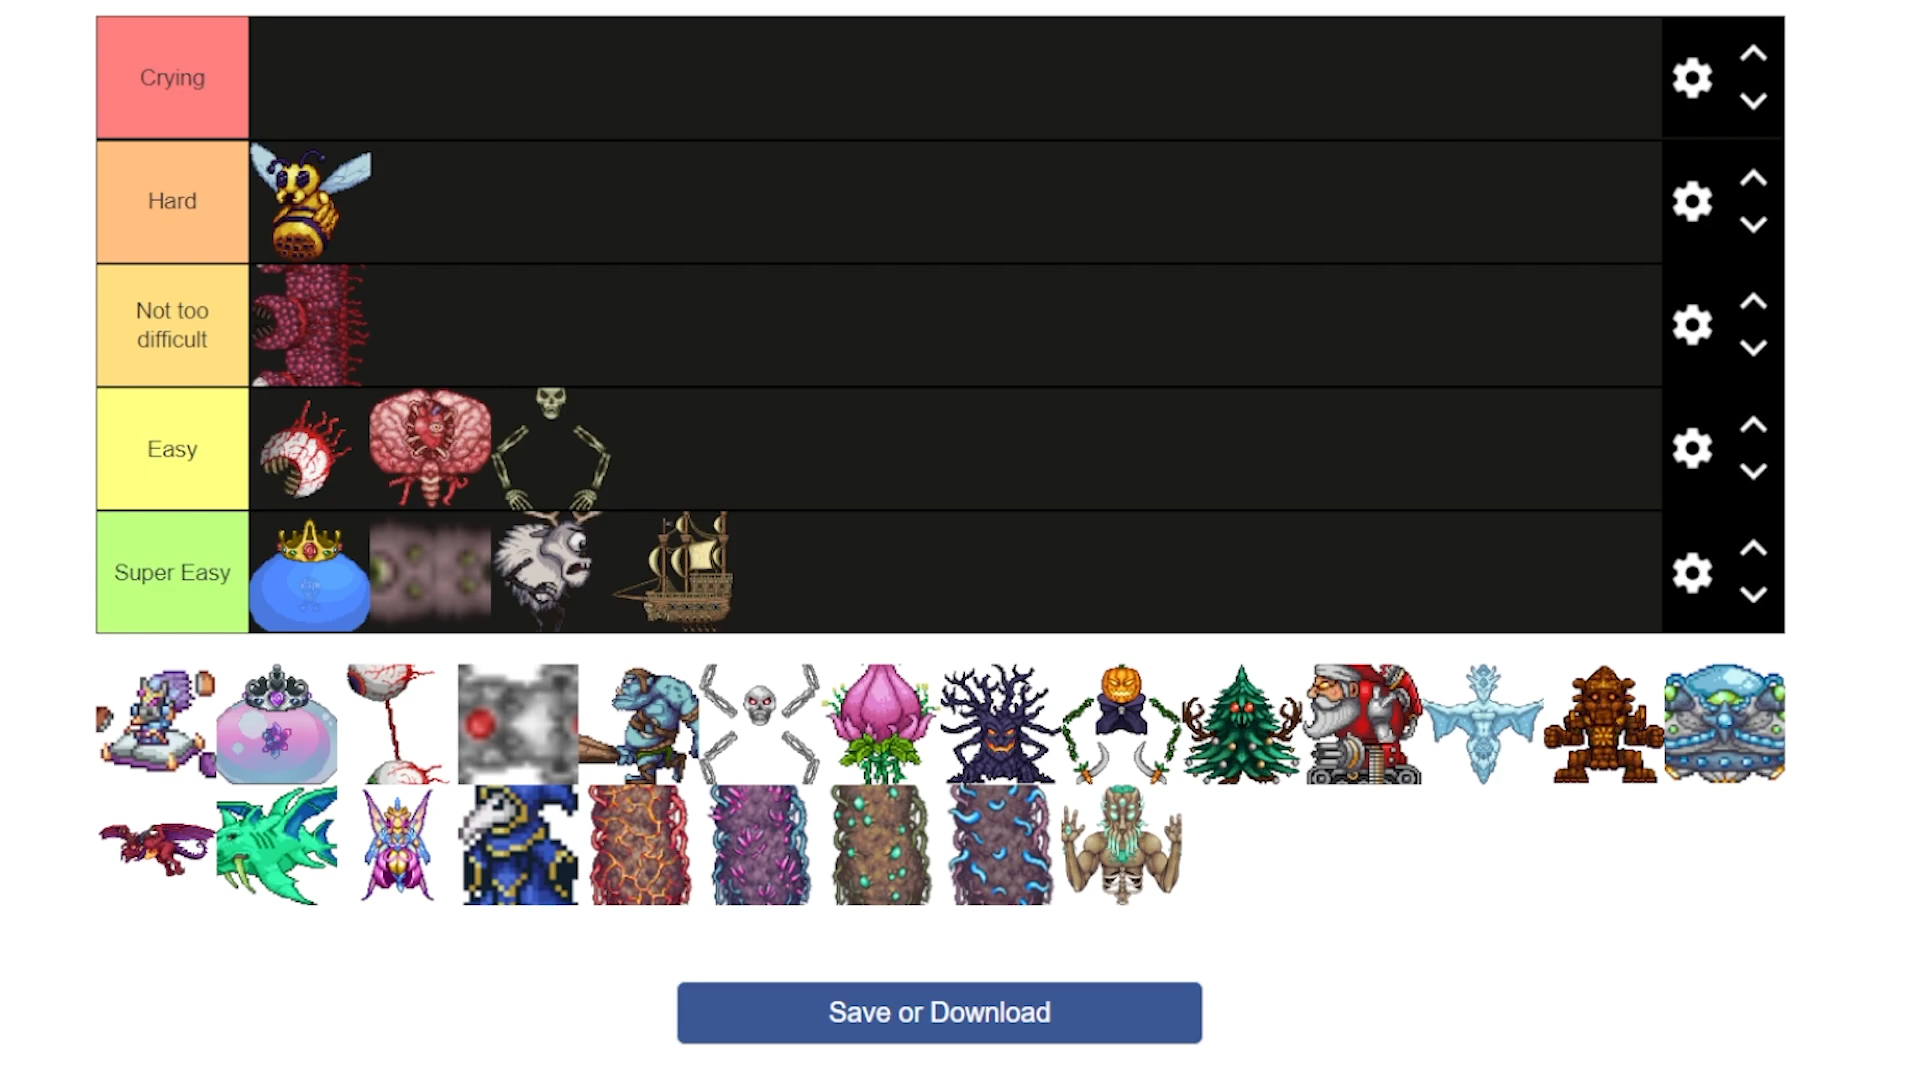 Crying
Hard
Not too
difficult
Easy
Super Easy
Save or Download